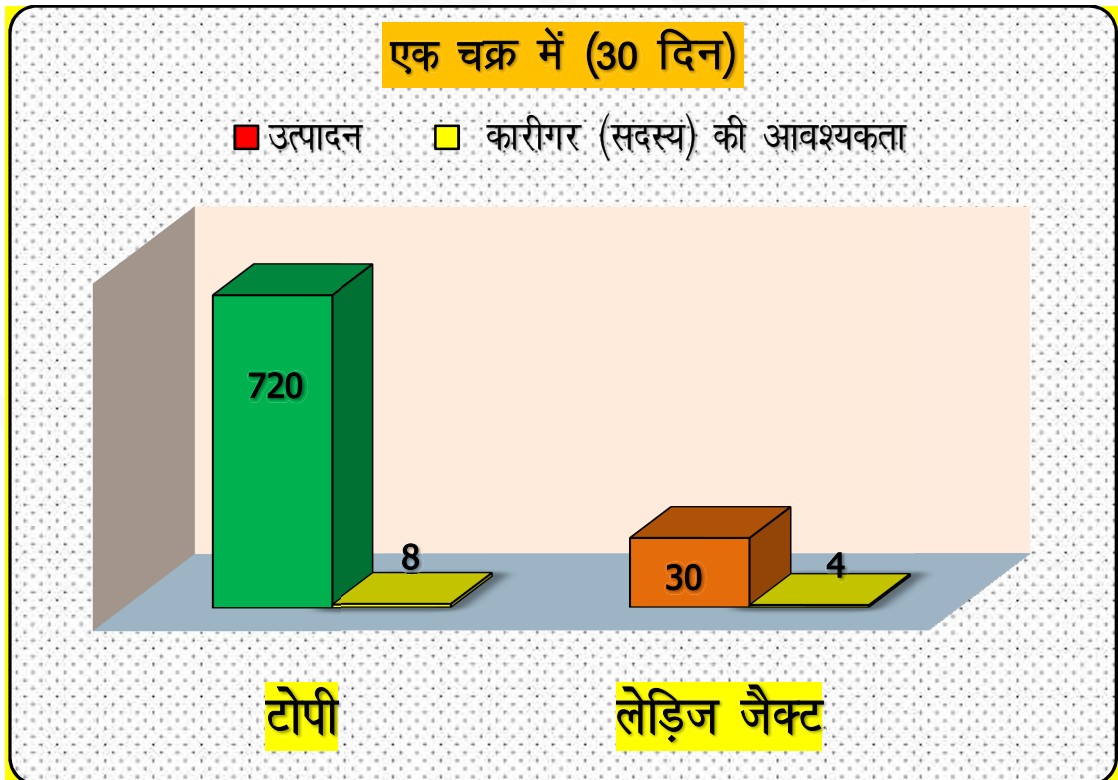 एक चक्र में (30 दिन)
उत्पादन कारीगर (सदस्य) की आवश्यकता
720
8
30
4
टोपी लेड़िज जैक्ट